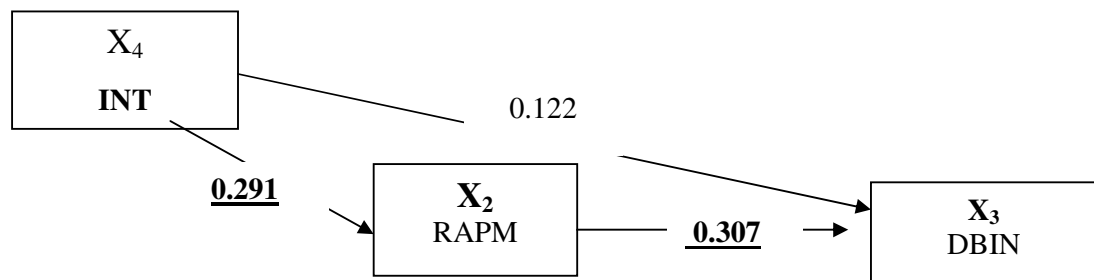 X₄
INT
0.122
0.291
X₂
RAPM
0.307
X₃
DBIN